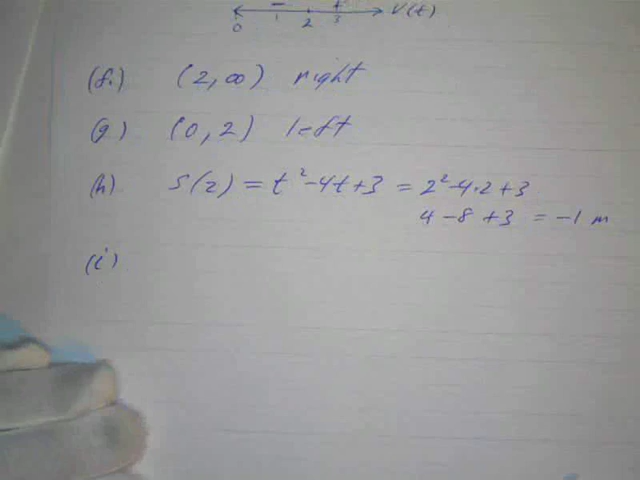 - +
0 1 2 3 V(t)
(f.) (2, ∞) right
(g) (0, 2) left
(h) s(2) = t²-4t+3 = 2²-4·2+3
4-8+3 = -1 m
(i)